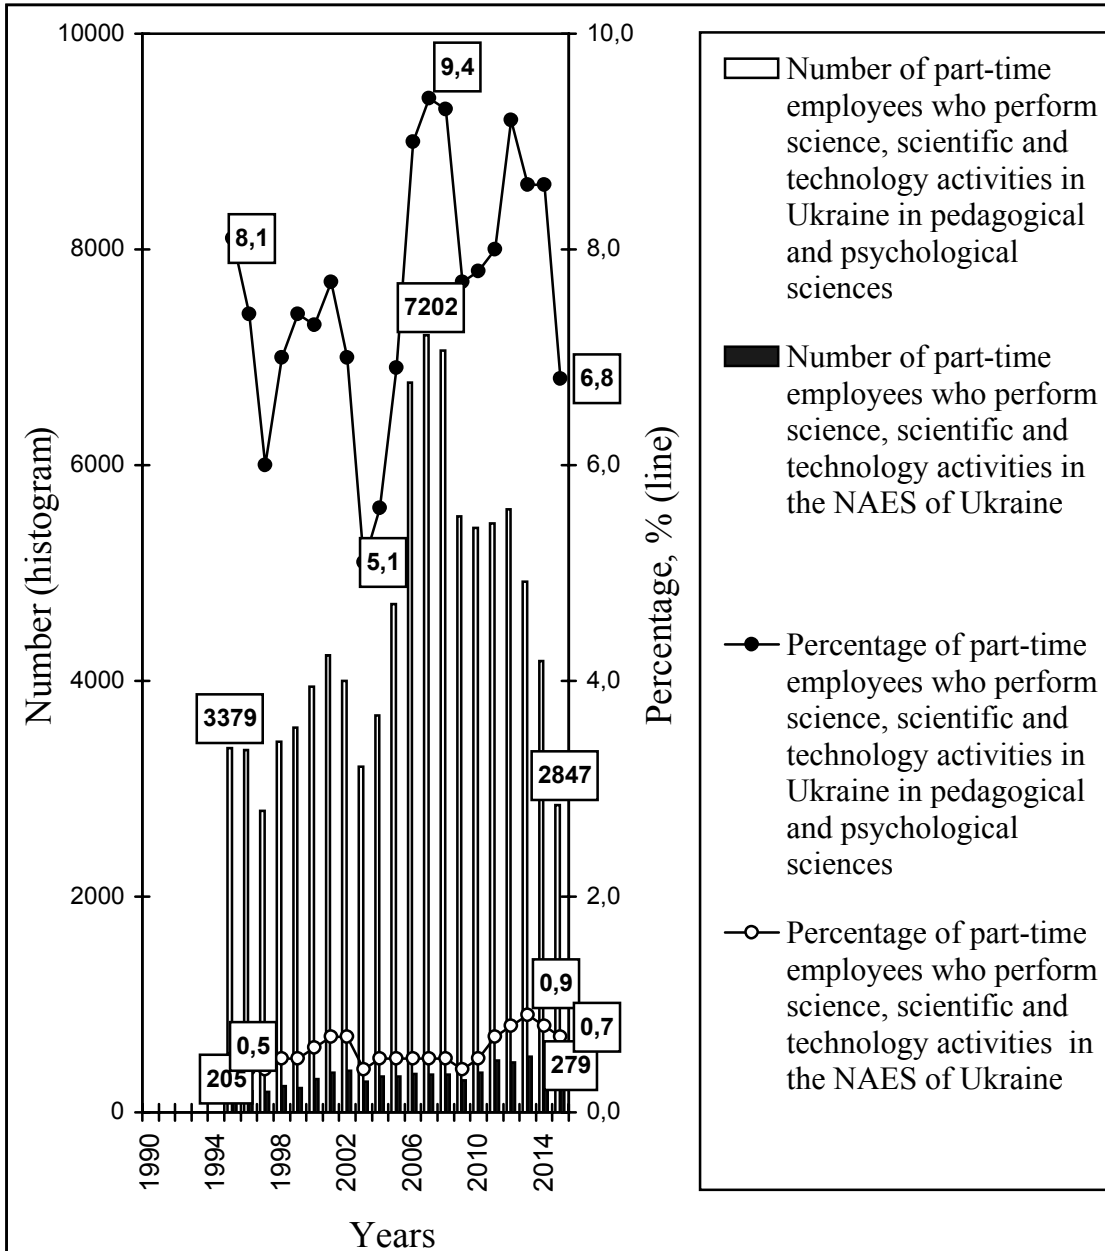 Number (histogram)
10000
8000
6000
4000
2000
0
8,1
9,4
7202
5,1
6,8
3379
2847
0,5
0,9
0,7
205
279
10,0
8,0
6,0
4,0
2,0
0,0
Percentage, % (line)
1990
1994
1998
2002
2006
2010
2014
Years
Number of part-time
employees who perform
science, scientific and
technology activities in
Ukraine in pedagogical
and psychological
sciences
Number of part-time
employees who perform
science, scientific and
technology activities in
the NAES of Ukraine
Percentage of part-time
employees who perform
science, scientific and
technology activities in
Ukraine in pedagogical
and psychological
sciences
Percentage of part-time
employees who perform
science, scientific and
technology activities in
the NAES of Ukraine